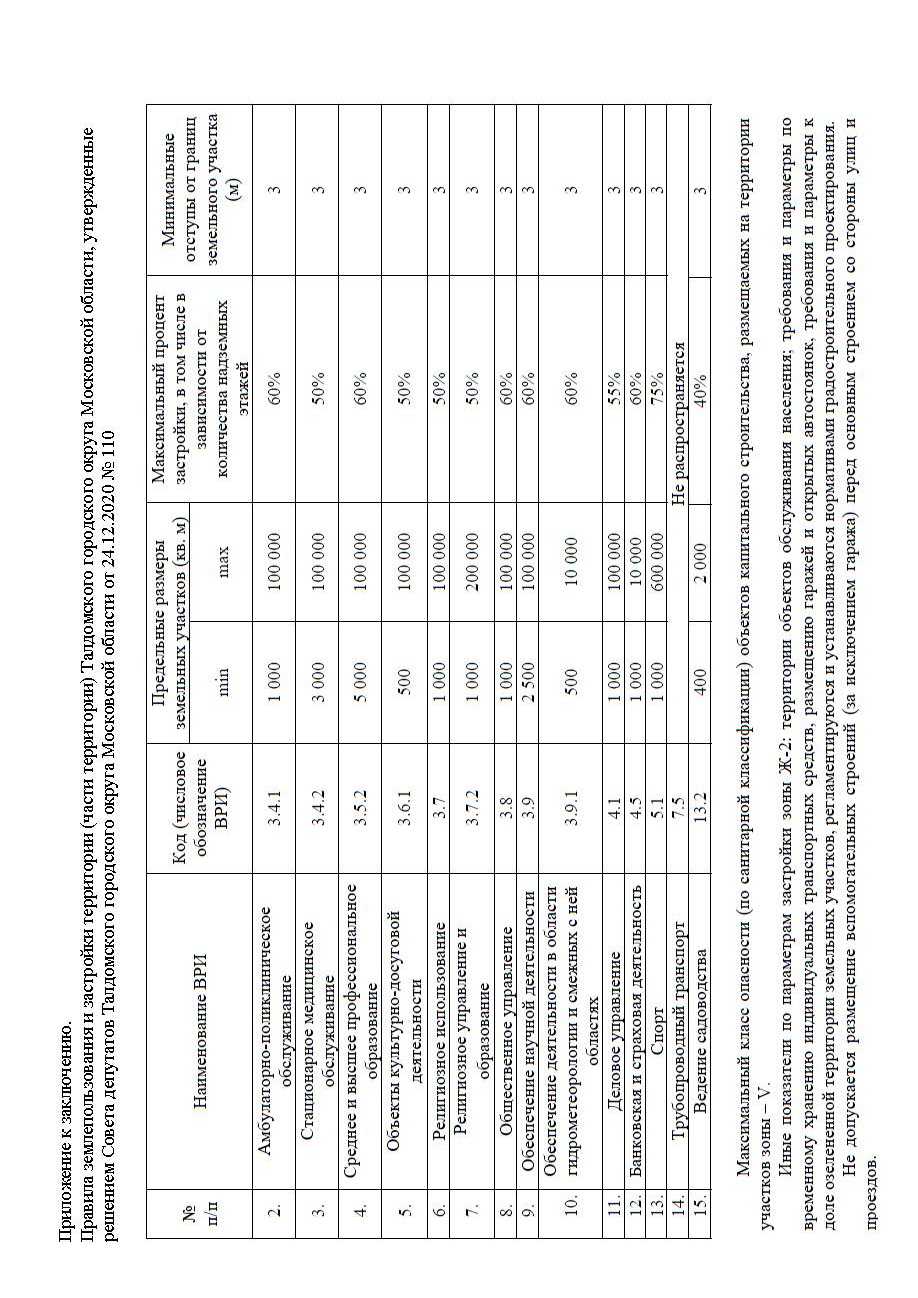 Приложение к заключению.
Правила землепользования и застройки территории (части территории) Талдомского городского округа Московской области, утвержденные
решением Совета депутатов Талдомского городского округа Московской области от 24.12.2020 № 110
№
п/п
Наименование ВРИ
Код (числовое
обозначение
ВРИ)
Предельные размеры
земельных участков (кв. м)
min
max
Максимальный процент
застройки, в том числе в
зависимости от
количества надземных
этажей
Минимальные
отступы от границ
земельного участка
(м)
2. Амбулаторно-поликлиническое
обслуживание 3.4.1 1 000 100 000 60% 3
3. Стационарное медицинское
обслуживание 3.4.2 3 000 100 000 50% 3
4. Среднее и высшее профессиональное
образование 3.5.2 5 000 100 000 60% 3
5. Объекты культурно-досуговой
деятельности 3.6.1 500 100 000 50% 3
6. Религиозное использование 3.7 1 000 100 000 50% 3
7. Религиозное управление и
образование 3.7.2 1 000 200 000 50% 3
8. Общественное управление 3.8 1 000 100 000 60% 3
9. Обеспечение научной деятельности 3.9 2 500 100 000 60% 3
10. Обеспечение деятельности в области
гидрометеорологии и смежных с ней
областях 3.9.1 500 10 000 60% 3
11. Деловое управление 4.1 1 000 100 000 55% 3
12. Банковская и страховая деятельность 4.5 1 000 10 000 60% 3
13. Спорт 5.1 1 000 600 000 75% 3
14. Трубопроводный транспорт 7.5 Не распространяется
15. Ведение садоводства 13.2 400 2 000 40% 3
Максимальный класс опасности (по санитарной классификации) объектов капитального строительства, размещаемых на территории
участков зоны – V.
Иные показатели по параметрам застройки зоны Ж-2: территории объектов обслуживания населения; требования и параметры по
временному хранению индивидуальных транспортных средств, размещению гаражей и открытых автостоянок, требования и параметры к
доле озелененной территории земельных участков, регламентируются и устанавливаются нормативами градостроительного проектирования.
Не допускается размещение вспомогательных строений (за исключением гаража) перед основным строением со стороны улиц и
проездов.